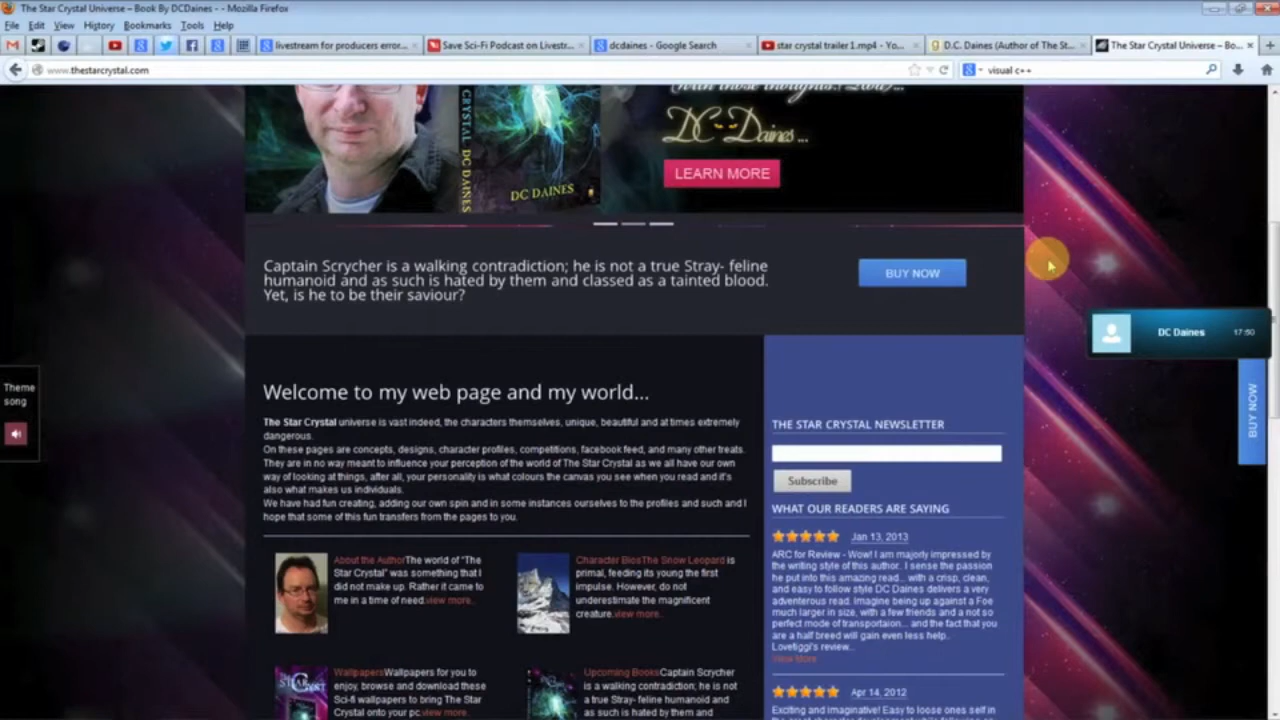 The Star Crystal Universe – Book By DCDaines - - Mozilla Firefox
File Edit View History Bookmarks Tools Help
livestream for producers error...
Save Sci-Fi Podcast on Livestr...
dcdaines - Google Search
star crystal trailer 1.mp4 - Yo...
D.C. Daines (Author of The St...
The Star Crystal Universe – Bo...
www.thestarcrystal.com
visual c++
CRYSTAL DC DAINES
DC DAINES
DC Daines ...
LEARN MORE
Captain Scrycher is a walking contradiction; he is not a true Stray- feline
humanoid and as such is hated by them and classed as a tainted blood.
Yet, is he to be their saviour?
BUY NOW
DC Daines 17:50
BUY NOW
Theme
song
Welcome to my web page and my world...
The Star Crystal universe is vast indeed, the characters themselves, unique, beautiful and at times extremely
dangerous.
On these pages are concepts, designs, character profiles, competitions, facebook feed, and many other treats.
They are in no way meant to influence your perception of the world of The Star Crystal as we all have our own
way of looking at things, after all, your personality is what colours the canvas you see when you read and it's
also what makes us individuals.
We have had fun creating, adding our own spin and in some instances ourselves to the profiles and such and I
hope that some of this fun transfers from the pages to you.
About the AuthorThe world of "The
Star Crystal" was something that I
did not make up. Rather it came to
me in a time of need.view more..
Character BiosThe Snow Leopard is
primal, feeding its young the first
impulse. However, do not
underestimate the magnificent
creature.view more..
WallpapersWallpapers for you to
enjoy, browse and download these
Sci-fi wallpapers to bring The Star
Crystal onto your pc.view more..
Upcoming BooksCaptain Scrycher
is a walking contradiction; he is not
a true Stray- feline humanoid and
as such is hated by them and
THE STAR CRYSTAL NEWSLETTER
Subscribe
WHAT OUR READERS ARE SAYING
Jan 13, 2013
ARC for Review - Wow! I am majorly impressed by
the writing style of this author. I sense the passion
he put into this amazing read... with a crisp, clean,
and easy to follow style DC Daines delivers a very
adventerous read. Imagine being up against a Foe
much larger in size, with a few friends and a not so
perfect mode of transportaion... and the fact that you
are a half breed will gain even less help..
Lovetiggi's review...
View More
Apr 14, 2012
Exciting and imaginative! Easy to loose ones self in